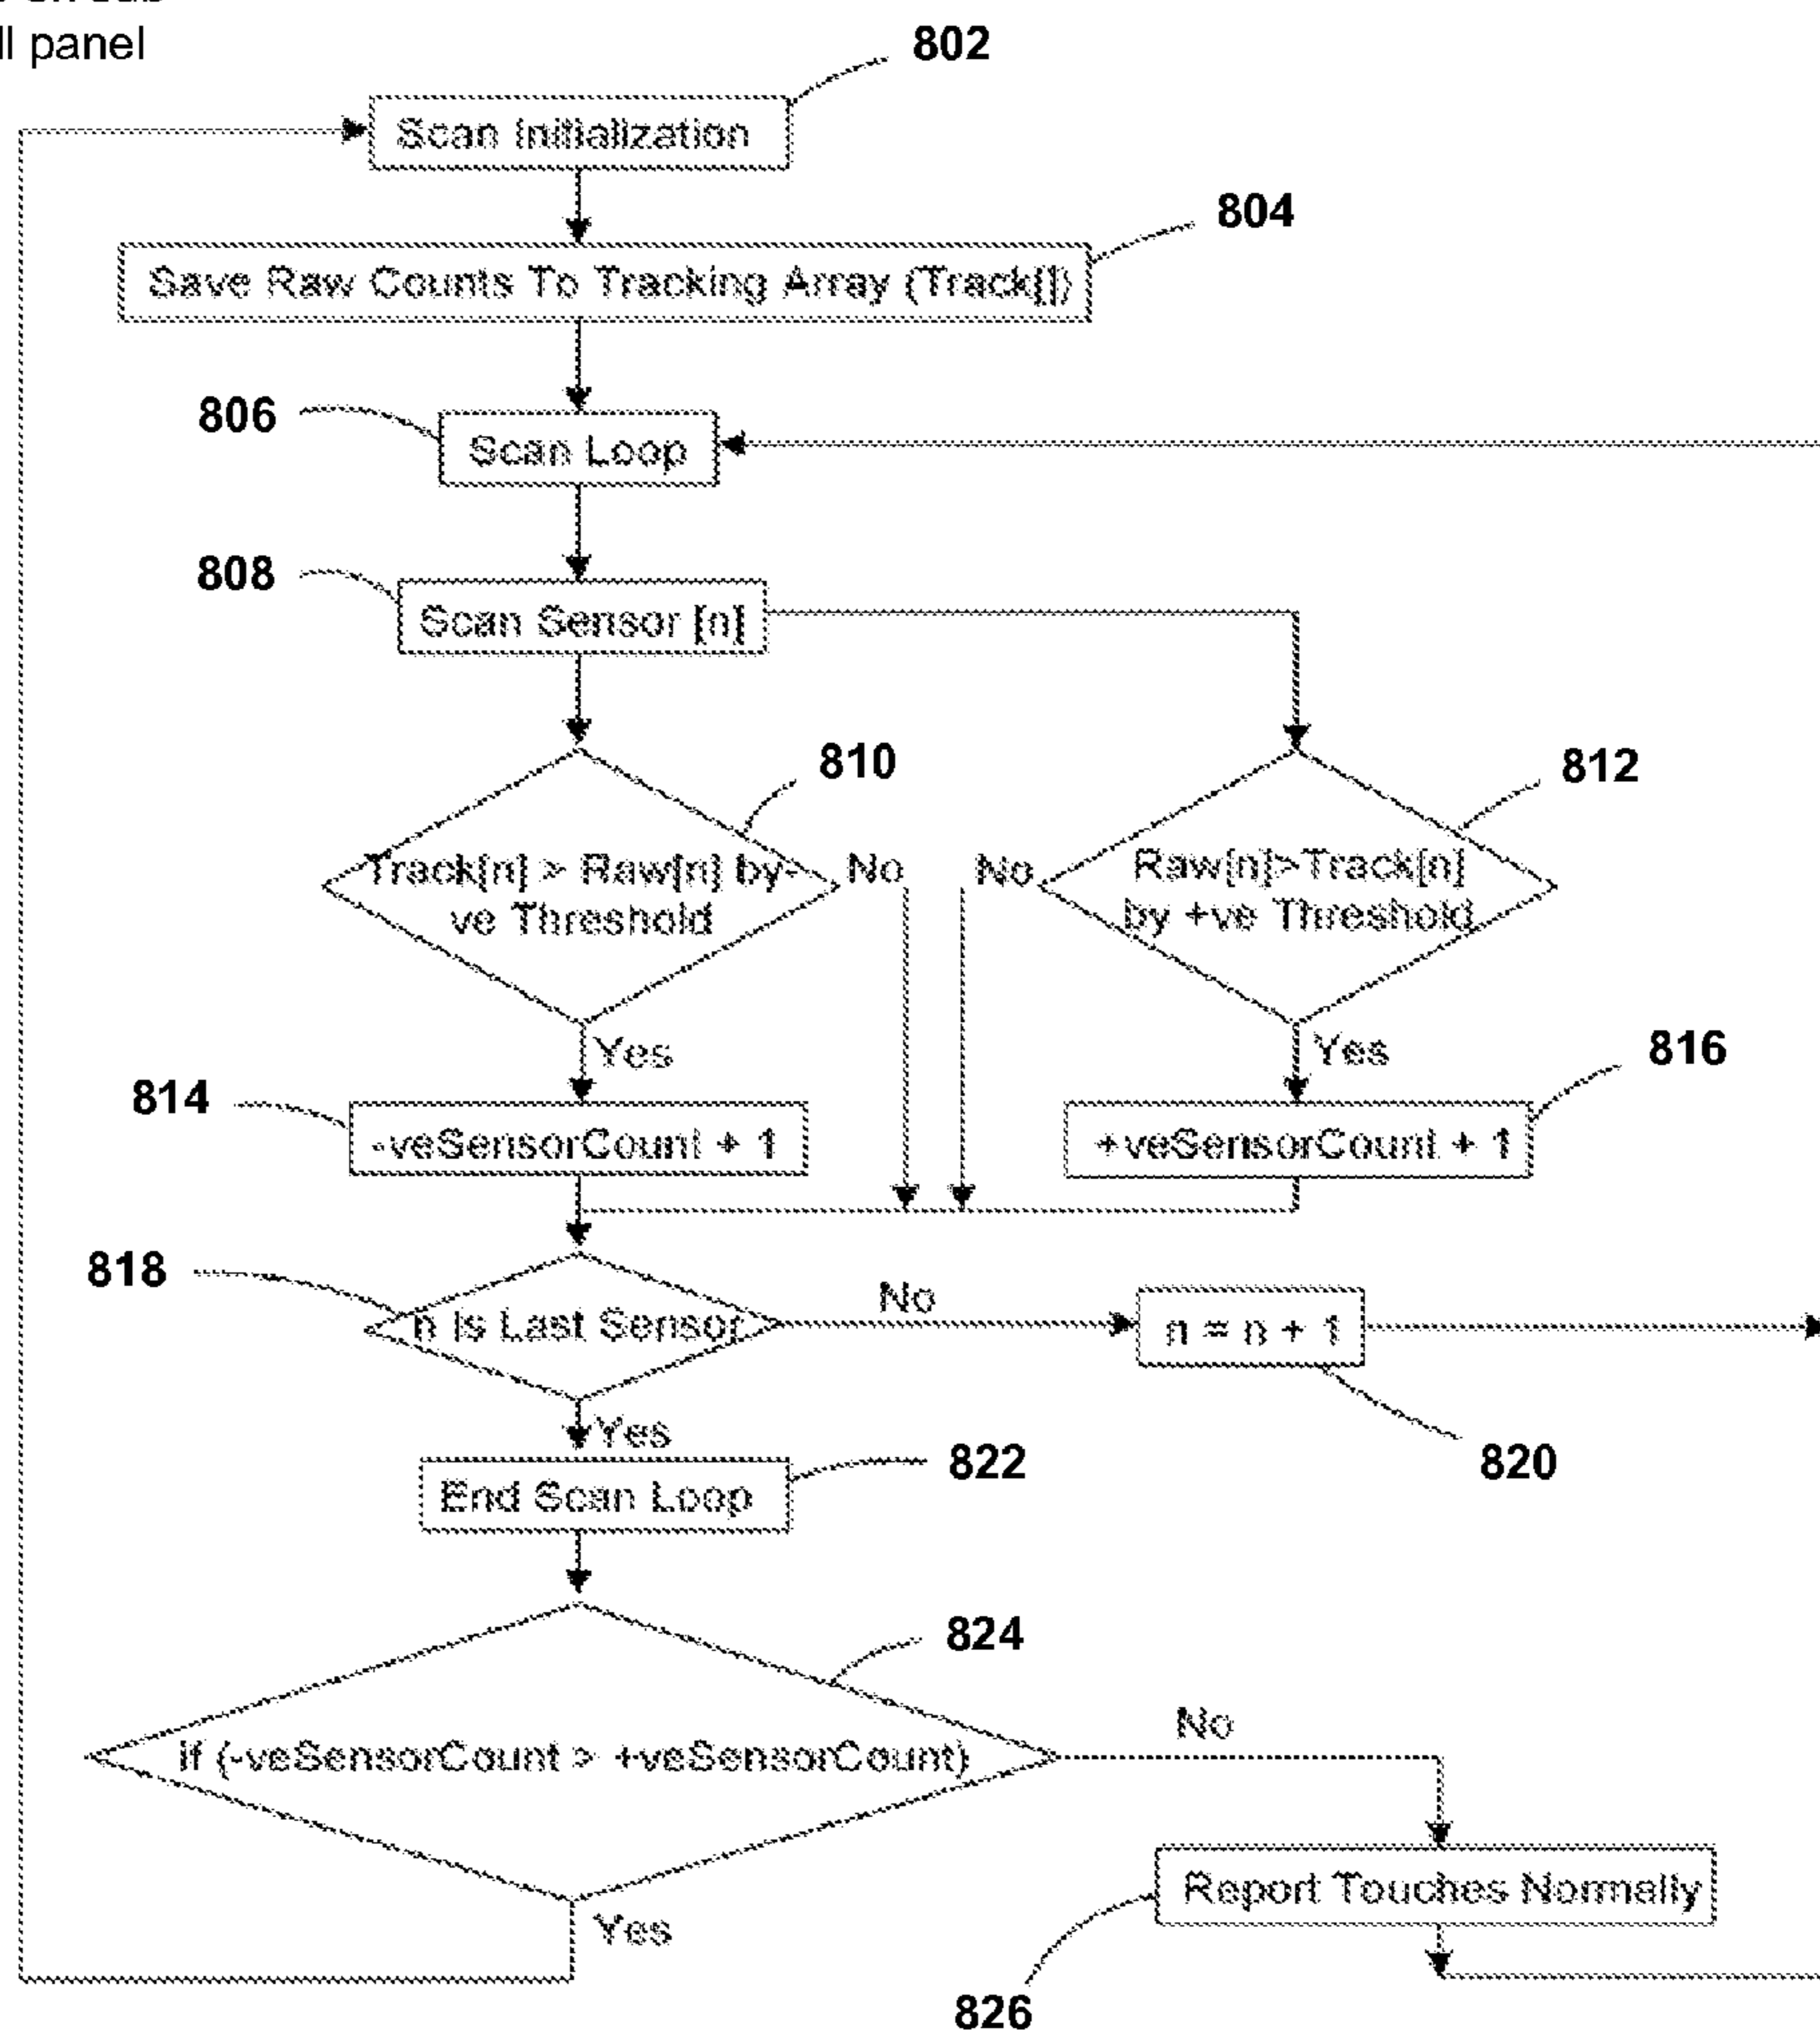 ll panel
802
Scan Initialization
804
Save Raw Counts To Tracking Array (Track[])
806
Scan Loop
808
Scan Sensor [n]
810
812
Track[n] > Raw[n] by-
ve Threshold
No
No
Raw[n]>Track[n]
by +ve Threshold
Yes
Yes
814
816
-veSensorCount + 1
+veSensorCount + 1
818
n is Last Sensor
No
n = n + 1
Yes
820
822
End Scan Loop
824
If (-veSensorCount > +veSensorCount)
No
Yes
Report Touches Normally
826